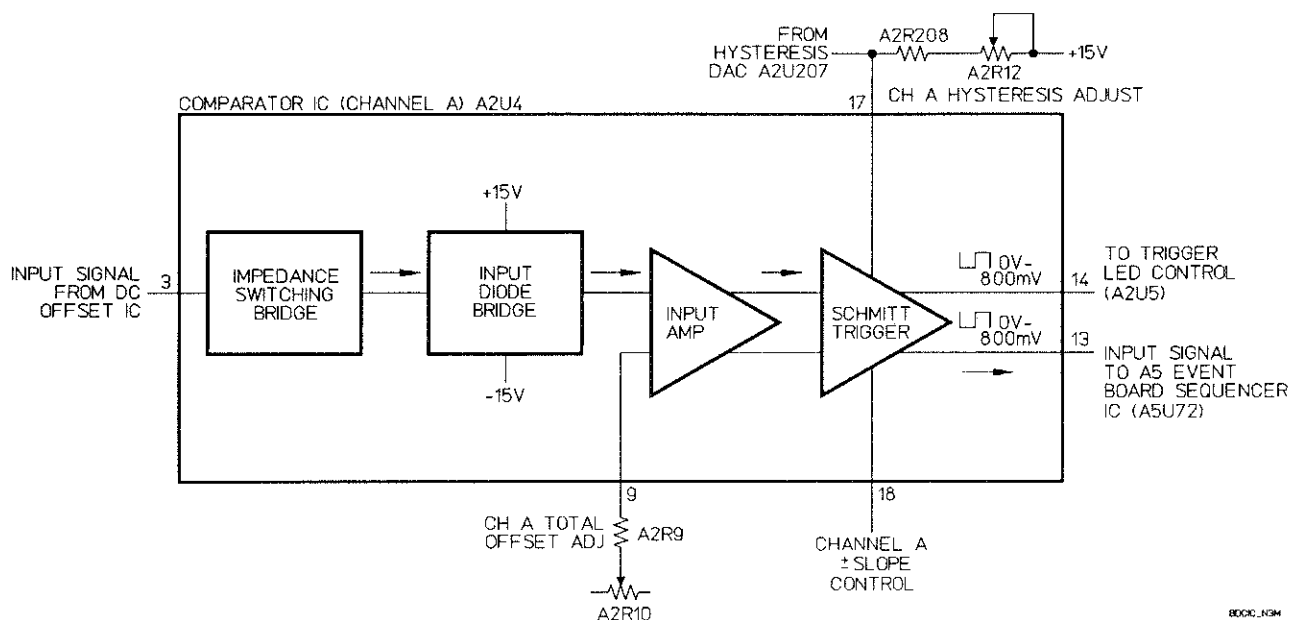 FROM
HYSTERESIS
DAC A2U207
A2R208
A2R12
+15V
CH A HYSTERESIS ADJUST
17
COMPARATOR IC (CHANNEL A) A2U4
INPUT SIGNAL
FROM DC
OFFSET IC
3
IMPEDANCE
SWITCHING
BRIDGE
+15V
INPUT
DIODE
BRIDGE
-15V
INPUT
AMP
SCHMITT
TRIGGER
0V-
800mV
14
TO TRIGGER
LED CONTROL
(A2U5)
0V-
800mV
13
INPUT SIGNAL
TO A5 EVENT
BOARD SEQUENCER
IC (A5U72)
9
CH A TOTAL
OFFSET ADJ
A2R9
A2R10
18
CHANNEL A
±SLOPE
CONTROL